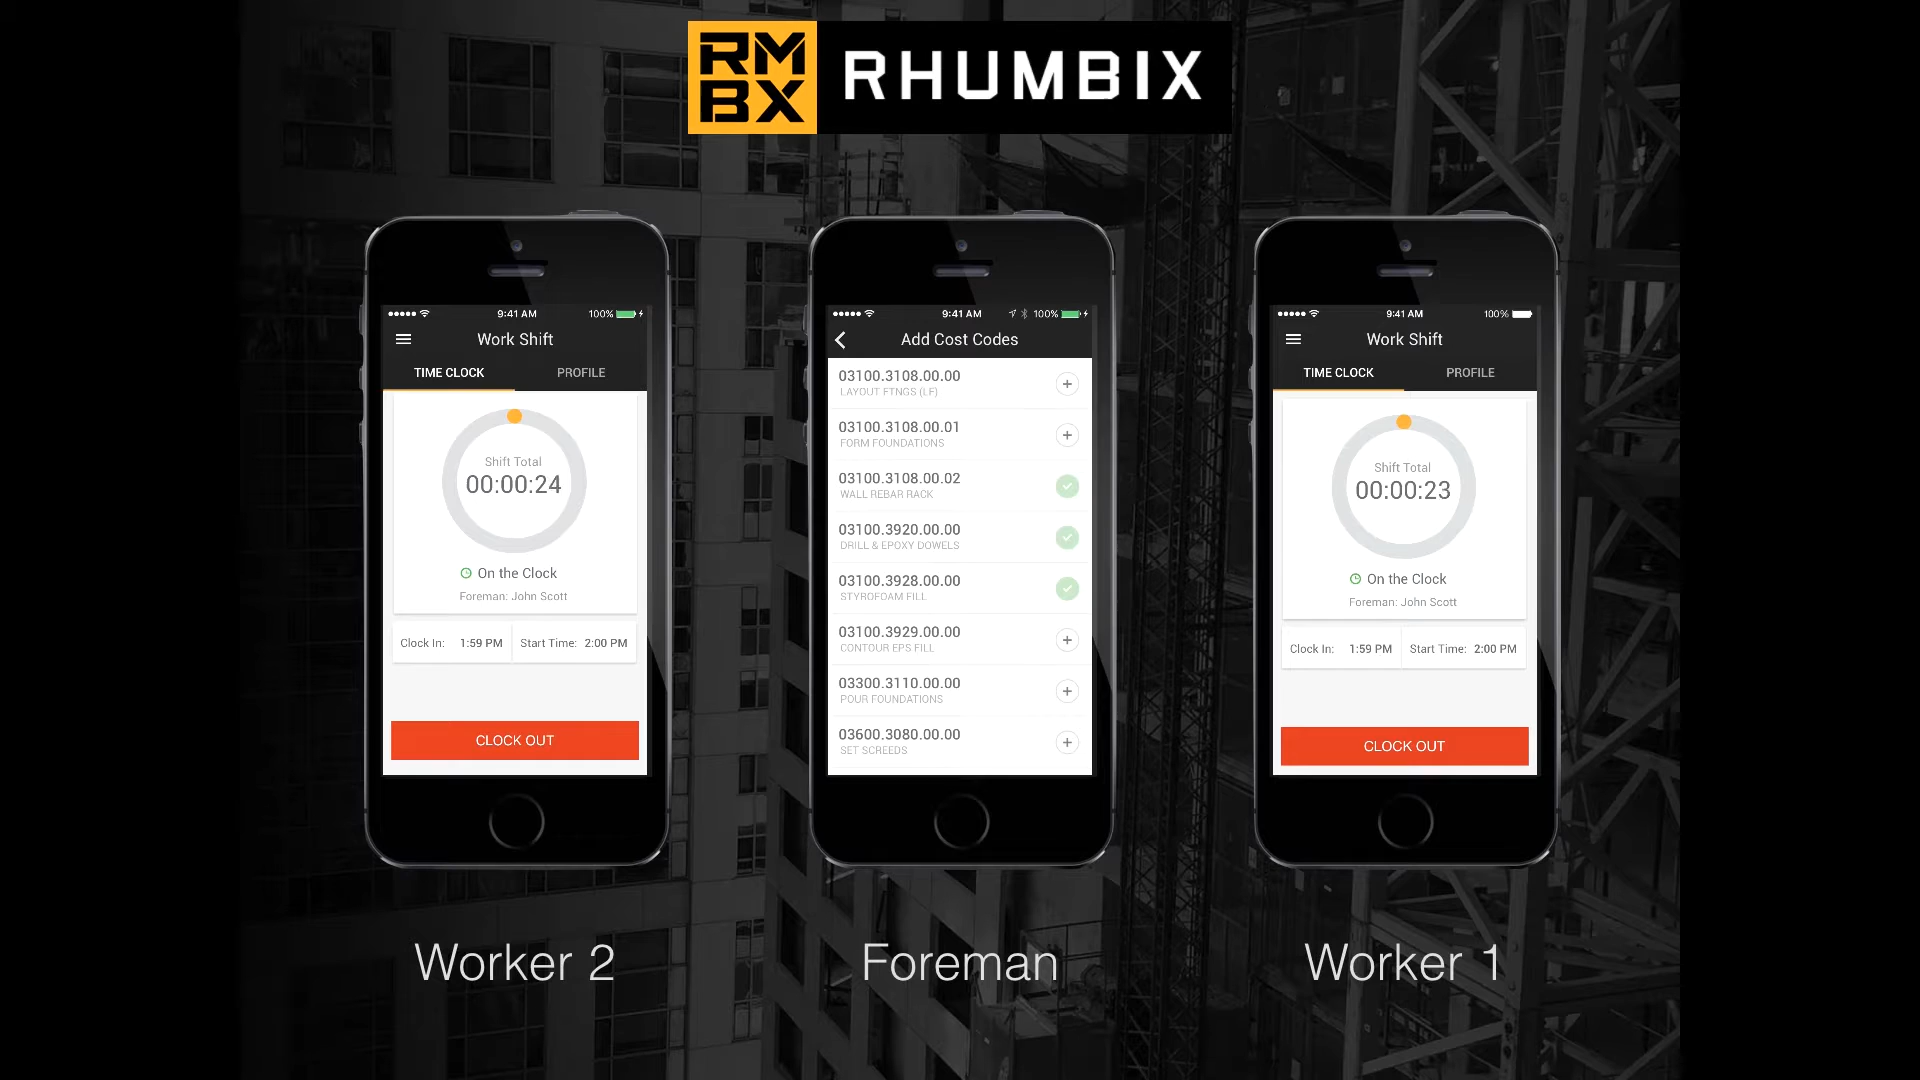 RM
BX
RHUMBIX
9:41 AM
100%
Work Shift
TIME CLOCK
PROFILE
Shift Total
00:00:24
On the Clock
Foreman: John Scott
Clock In: 1:59 PM
Start Time: 2:00 PM
CLOCK OUT
Worker 2
9:41 AM
100%
Add Cost Codes
03100.3108.00.00
LAYOUT FTNGS (LF)
03100.3108.00.01
FORM FOUNDATIONS
03100.3108.00.02
WALL REBAR RACK
03100.3920.00.00
DRILL & EPOXY DOWELS
03100.3928.00.00
STYROFOAM FILL
03100.3929.00.00
CONTOUR EPS FILL
03300.3110.00.00
POUR FOUNDATIONS
03600.3080.00.00
SET SCREEDS
Foreman
9:41 AM
100%
Work Shift
TIME CLOCK
PROFILE
Shift Total
00:00:23
On the Clock
Foreman: John Scott
Clock In: 1:59 PM
Start Time: 2:00 PM
CLOCK OUT
Worker 1